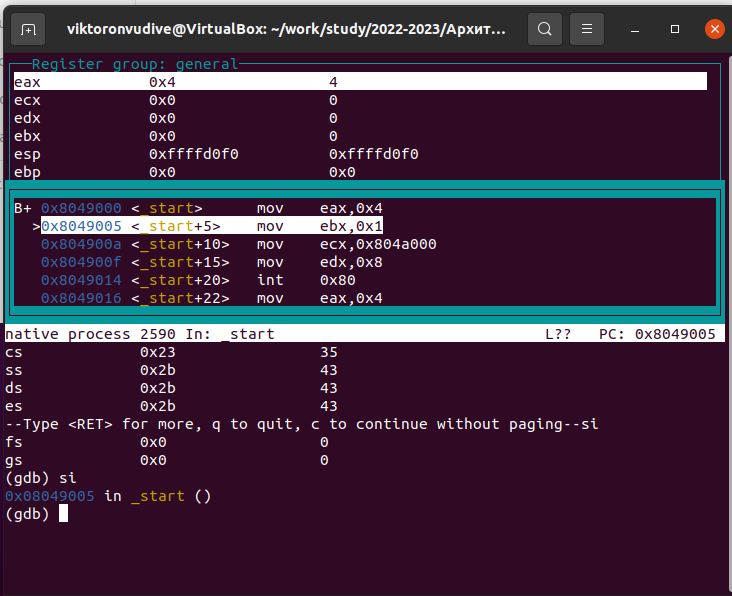 viktoronvudive@VirtualBox: ~/work/study/2022-2023/Архит...
Register group: general
eax 0x4 4
ecx 0x0 0
edx 0x0 0
ebx 0x0 0
esp 0xffffd0f0 0xffffd0f0
ebp 0x0 0x0
B+ 0x8049000 <_start> mov eax,0x4
>0x8049005 <_start+5> mov ebx,0x1
0x804900a <_start+10> mov ecx,0x804a000
0x804900f <_start+15> mov edx,0x8
0x8049014 <_start+20> int 0x80
0x8049016 <_start+22> mov eax,0x4
native process 2590 In: _start L?? PC: 0x8049005
cs 0x23 35
ss 0x2b 43
ds 0x2b 43
es 0x2b 43
--Type <RET> for more, q to quit, c to continue without paging--si
fs 0x0 0
gs 0x0 0
(gdb) si
0x08049005 in _start ()
(gdb)